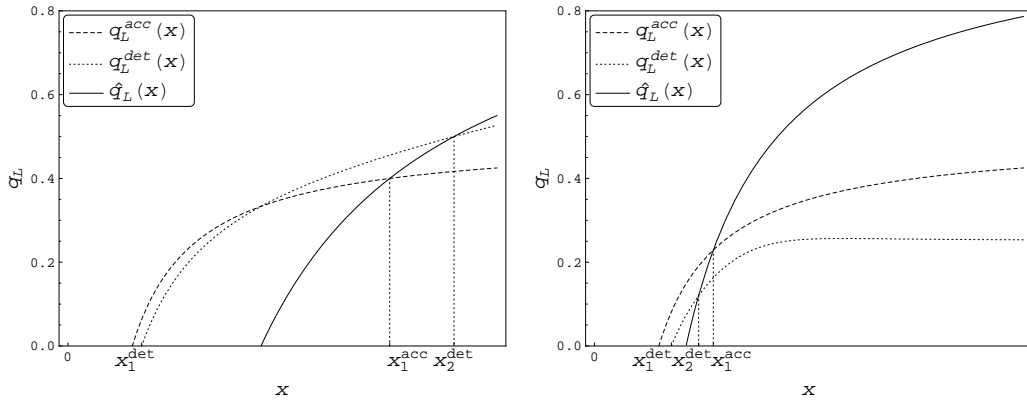 0.8
0.6
0.4
0.2
0.0
q_L
q_L^{acc}(x)
q_L^{det}(x)
q̂_L(x)
0
x_1^{det}
x_1^{acc}
x_2^{det}
x
0.8
0.6
0.4
0.2
0.0
q_L
q_L^{acc}(x)
q_L^{det}(x)
q̂_L(x)
0
x_1^{det}
x_2^{det}
x_1^{acc}
x